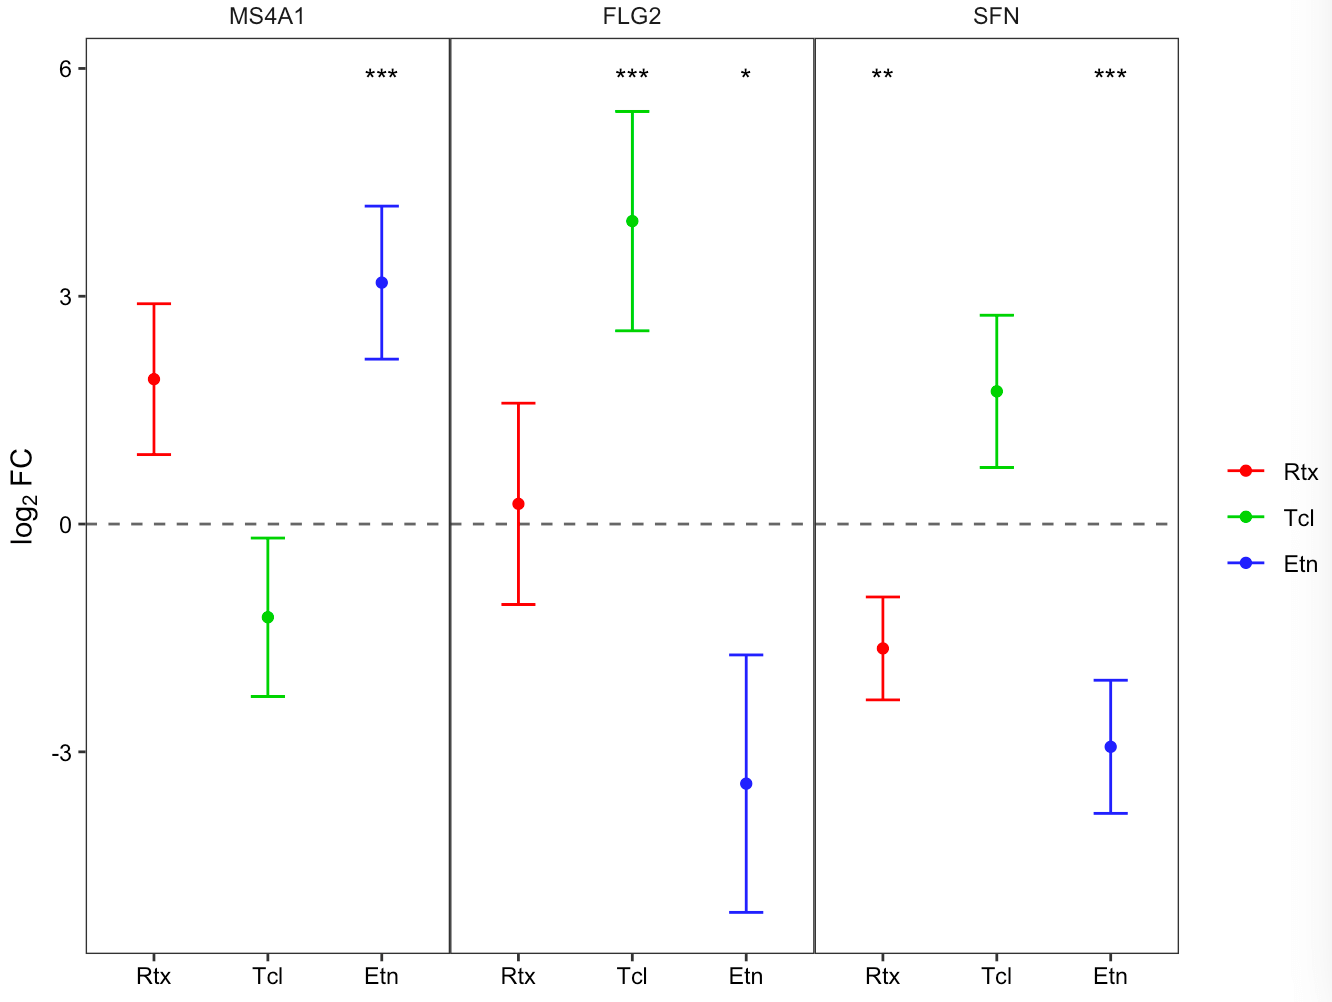 MS4A1 FLG2 SFN
*** *** * ** ***
6
3
0
-3
log2 FC
Rtx Tcl Etn Rtx Tcl Etn Rtx Tcl Etn
Rtx
Tcl
Etn